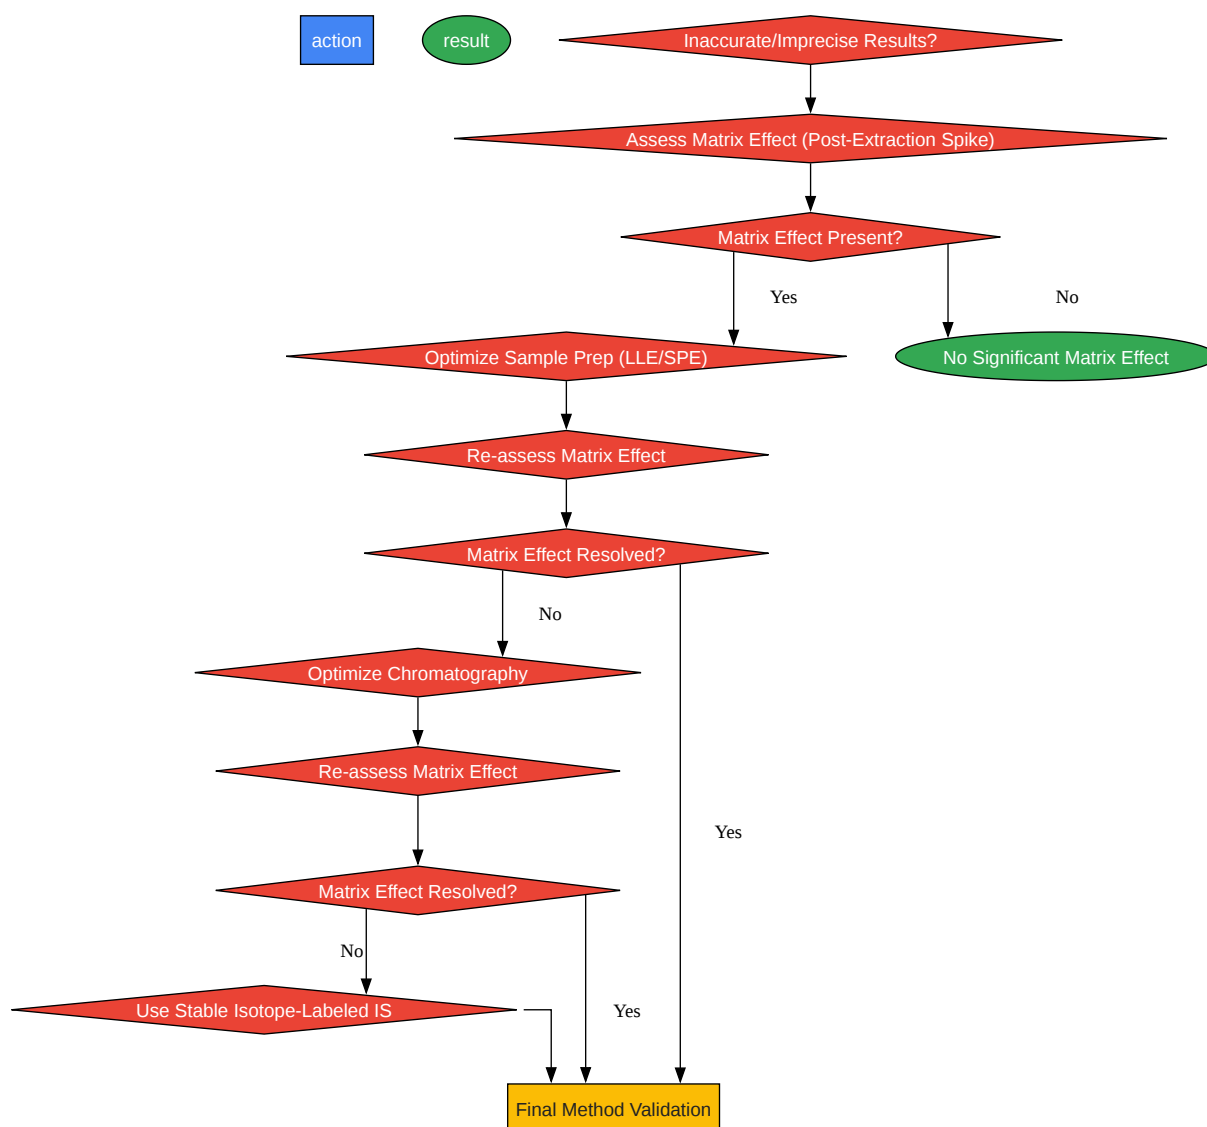 action
result
Inaccurate/Imprecise Results?
Assess Matrix Effect (Post-Extraction Spike)
Matrix Effect Present?
Yes
No
Optimize Sample Prep (LLE/SPE)
No Significant Matrix Effect
Re-assess Matrix Effect
Matrix Effect Resolved?
No
Optimize Chromatography
Re-assess Matrix Effect
Yes
Matrix Effect Resolved?
No
Use Stable Isotope-Labeled IS
Yes
Final Method Validation